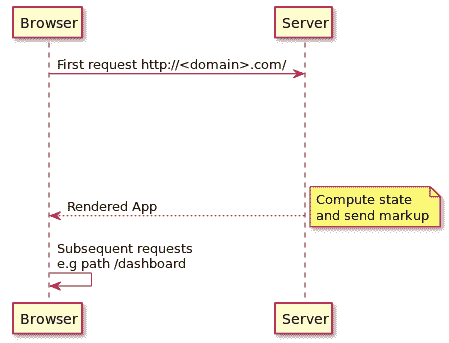 Browser
Server
First request http://<domain>.com/
Compute state
and send markup
Rendered App
Subsequent requests
e.g path /dashboard
Browser
Server